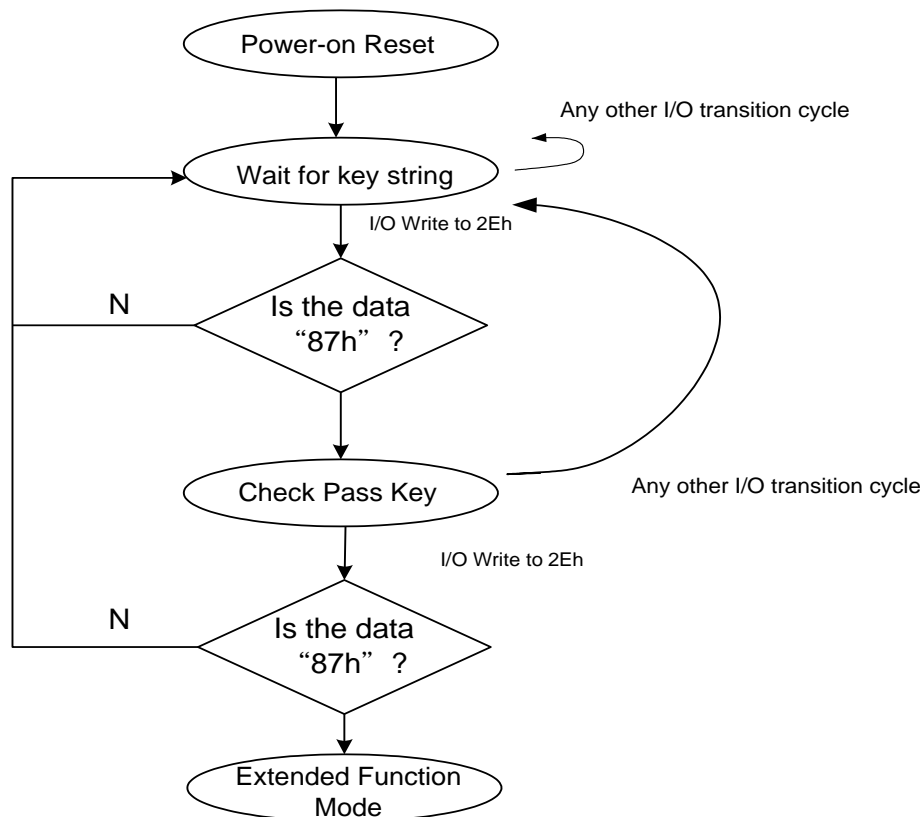 Power-on Reset
Any other I/O transition cycle
Wait for key string
I/O Write to 2Eh
N
Is the data
“87h” ?
Check Pass Key
Any other I/O transition cycle
I/O Write to 2Eh
N
Is the data
“87h” ?
Extended Function
Mode